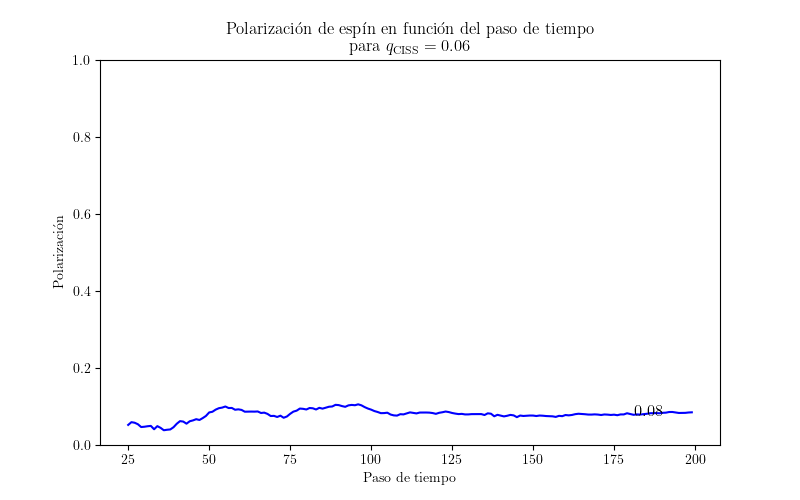 Polarización de espín en función del paso de tiempo
para q_CISS = 0.06
1.0
0.8
0.6
0.4
0.2
0.0
Polarización
0.08
25 50 75 100 125 150 175 200
Paso de tiempo